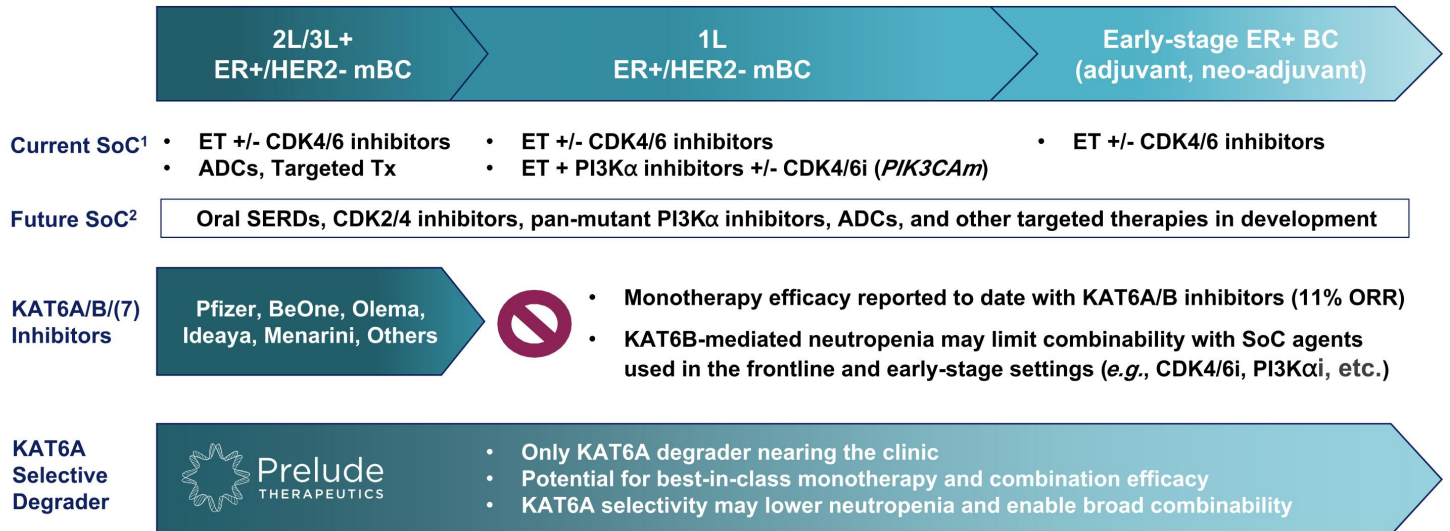 2L/3L+
ER+/HER2- mBC
1L
ER+/HER2- mBC
Early-stage ER+ BC
(adjuvant, neo-adjuvant)
Current SoC1
• ET +/- CDK4/6 inhibitors
• ADCs, Targeted Tx
• ET +/- CDK4/6 inhibitors
• ET + PI3Kα inhibitors +/- CDK4/6i (PIK3CAm)
• ET +/- CDK4/6 inhibitors
Future SoC2
Oral SERDs, CDK2/4 inhibitors, pan-mutant PI3Kα inhibitors, ADCs, and other targeted therapies in development
KAT6A/B/(7)
Inhibitors
Pfizer, BeOne, Olema,
Ideaya, Menarini, Others
• Monotherapy efficacy reported to date with KAT6A/B inhibitors (11% ORR)
• KAT6B-mediated neutropenia may limit combinability with SoC agents
used in the frontline and early-stage settings (e.g., CDK4/6i, PI3Kαi, etc.)
KAT6A
Selective
Degrader
Prelude
THERAPEUTICS
• Only KAT6A degrader nearing the clinic
• Potential for best-in-class monotherapy and combination efficacy
• KAT6A selectivity may lower neutropenia and enable broad combinability